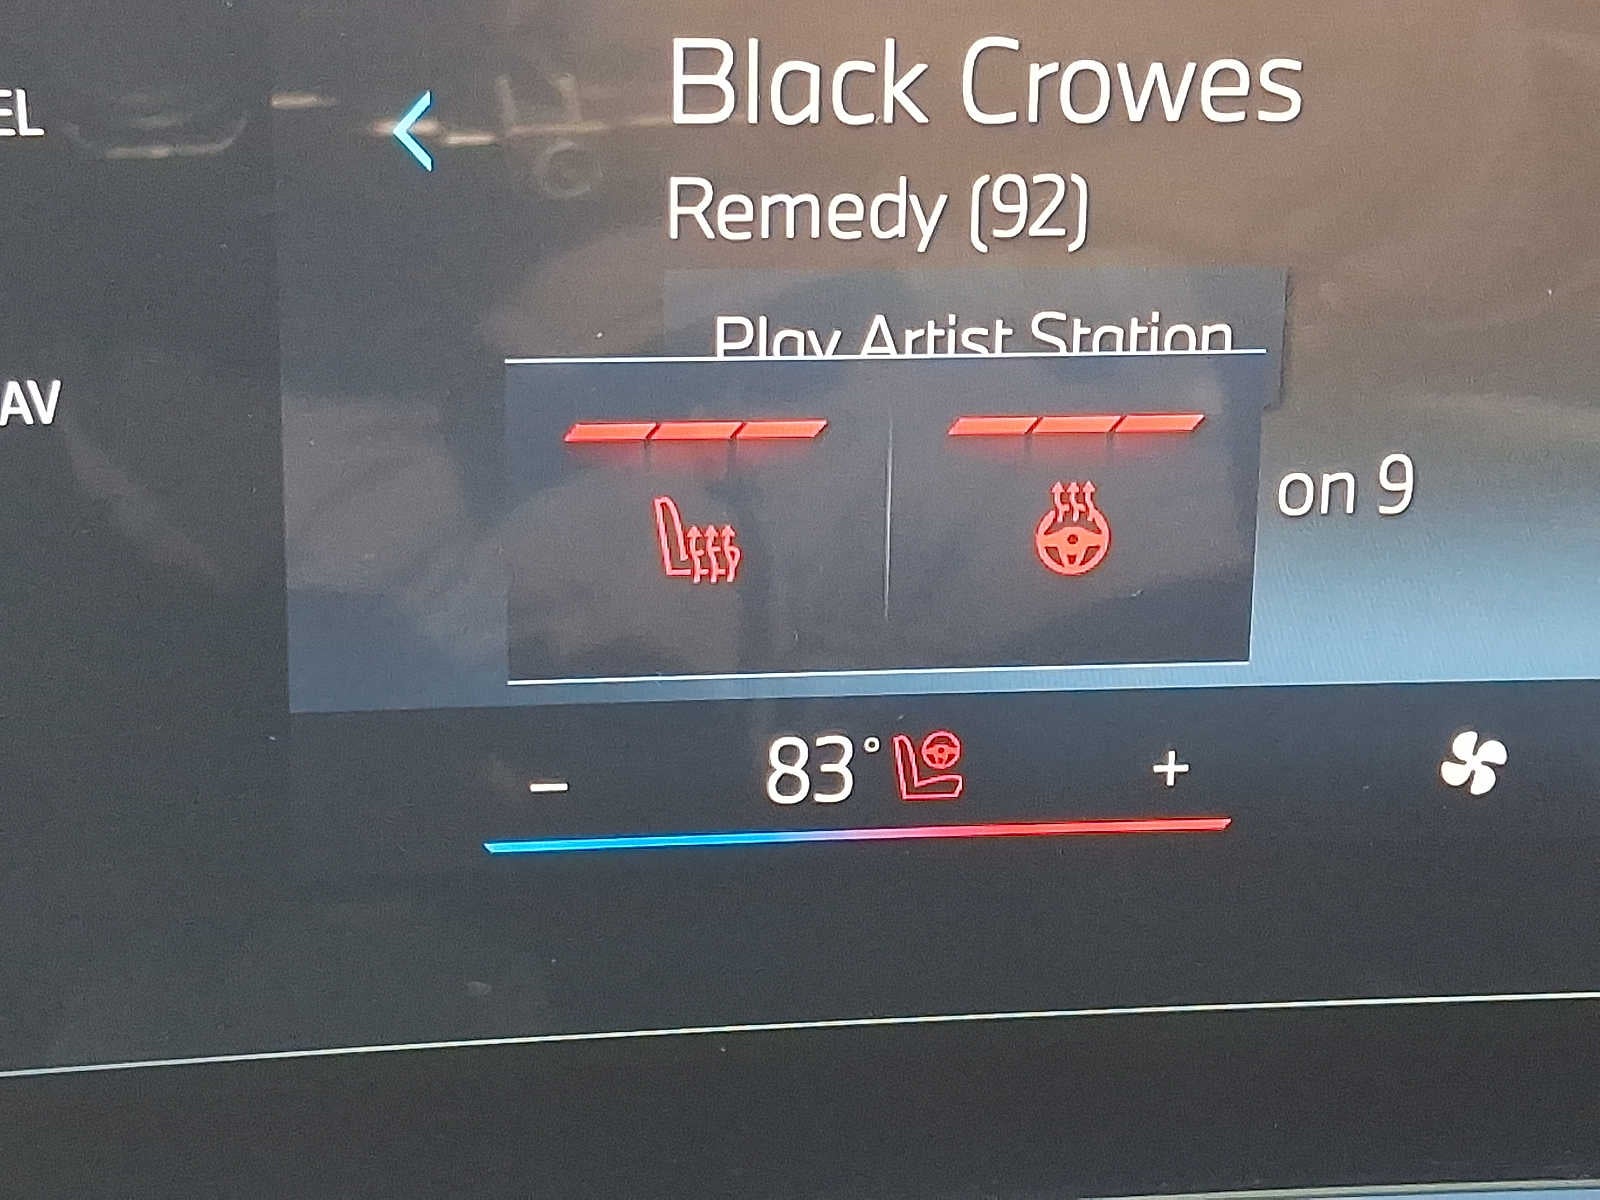 EL
Black Crowes
Remedy (92)
Play Artist Station
AV
on 9
− 83° +